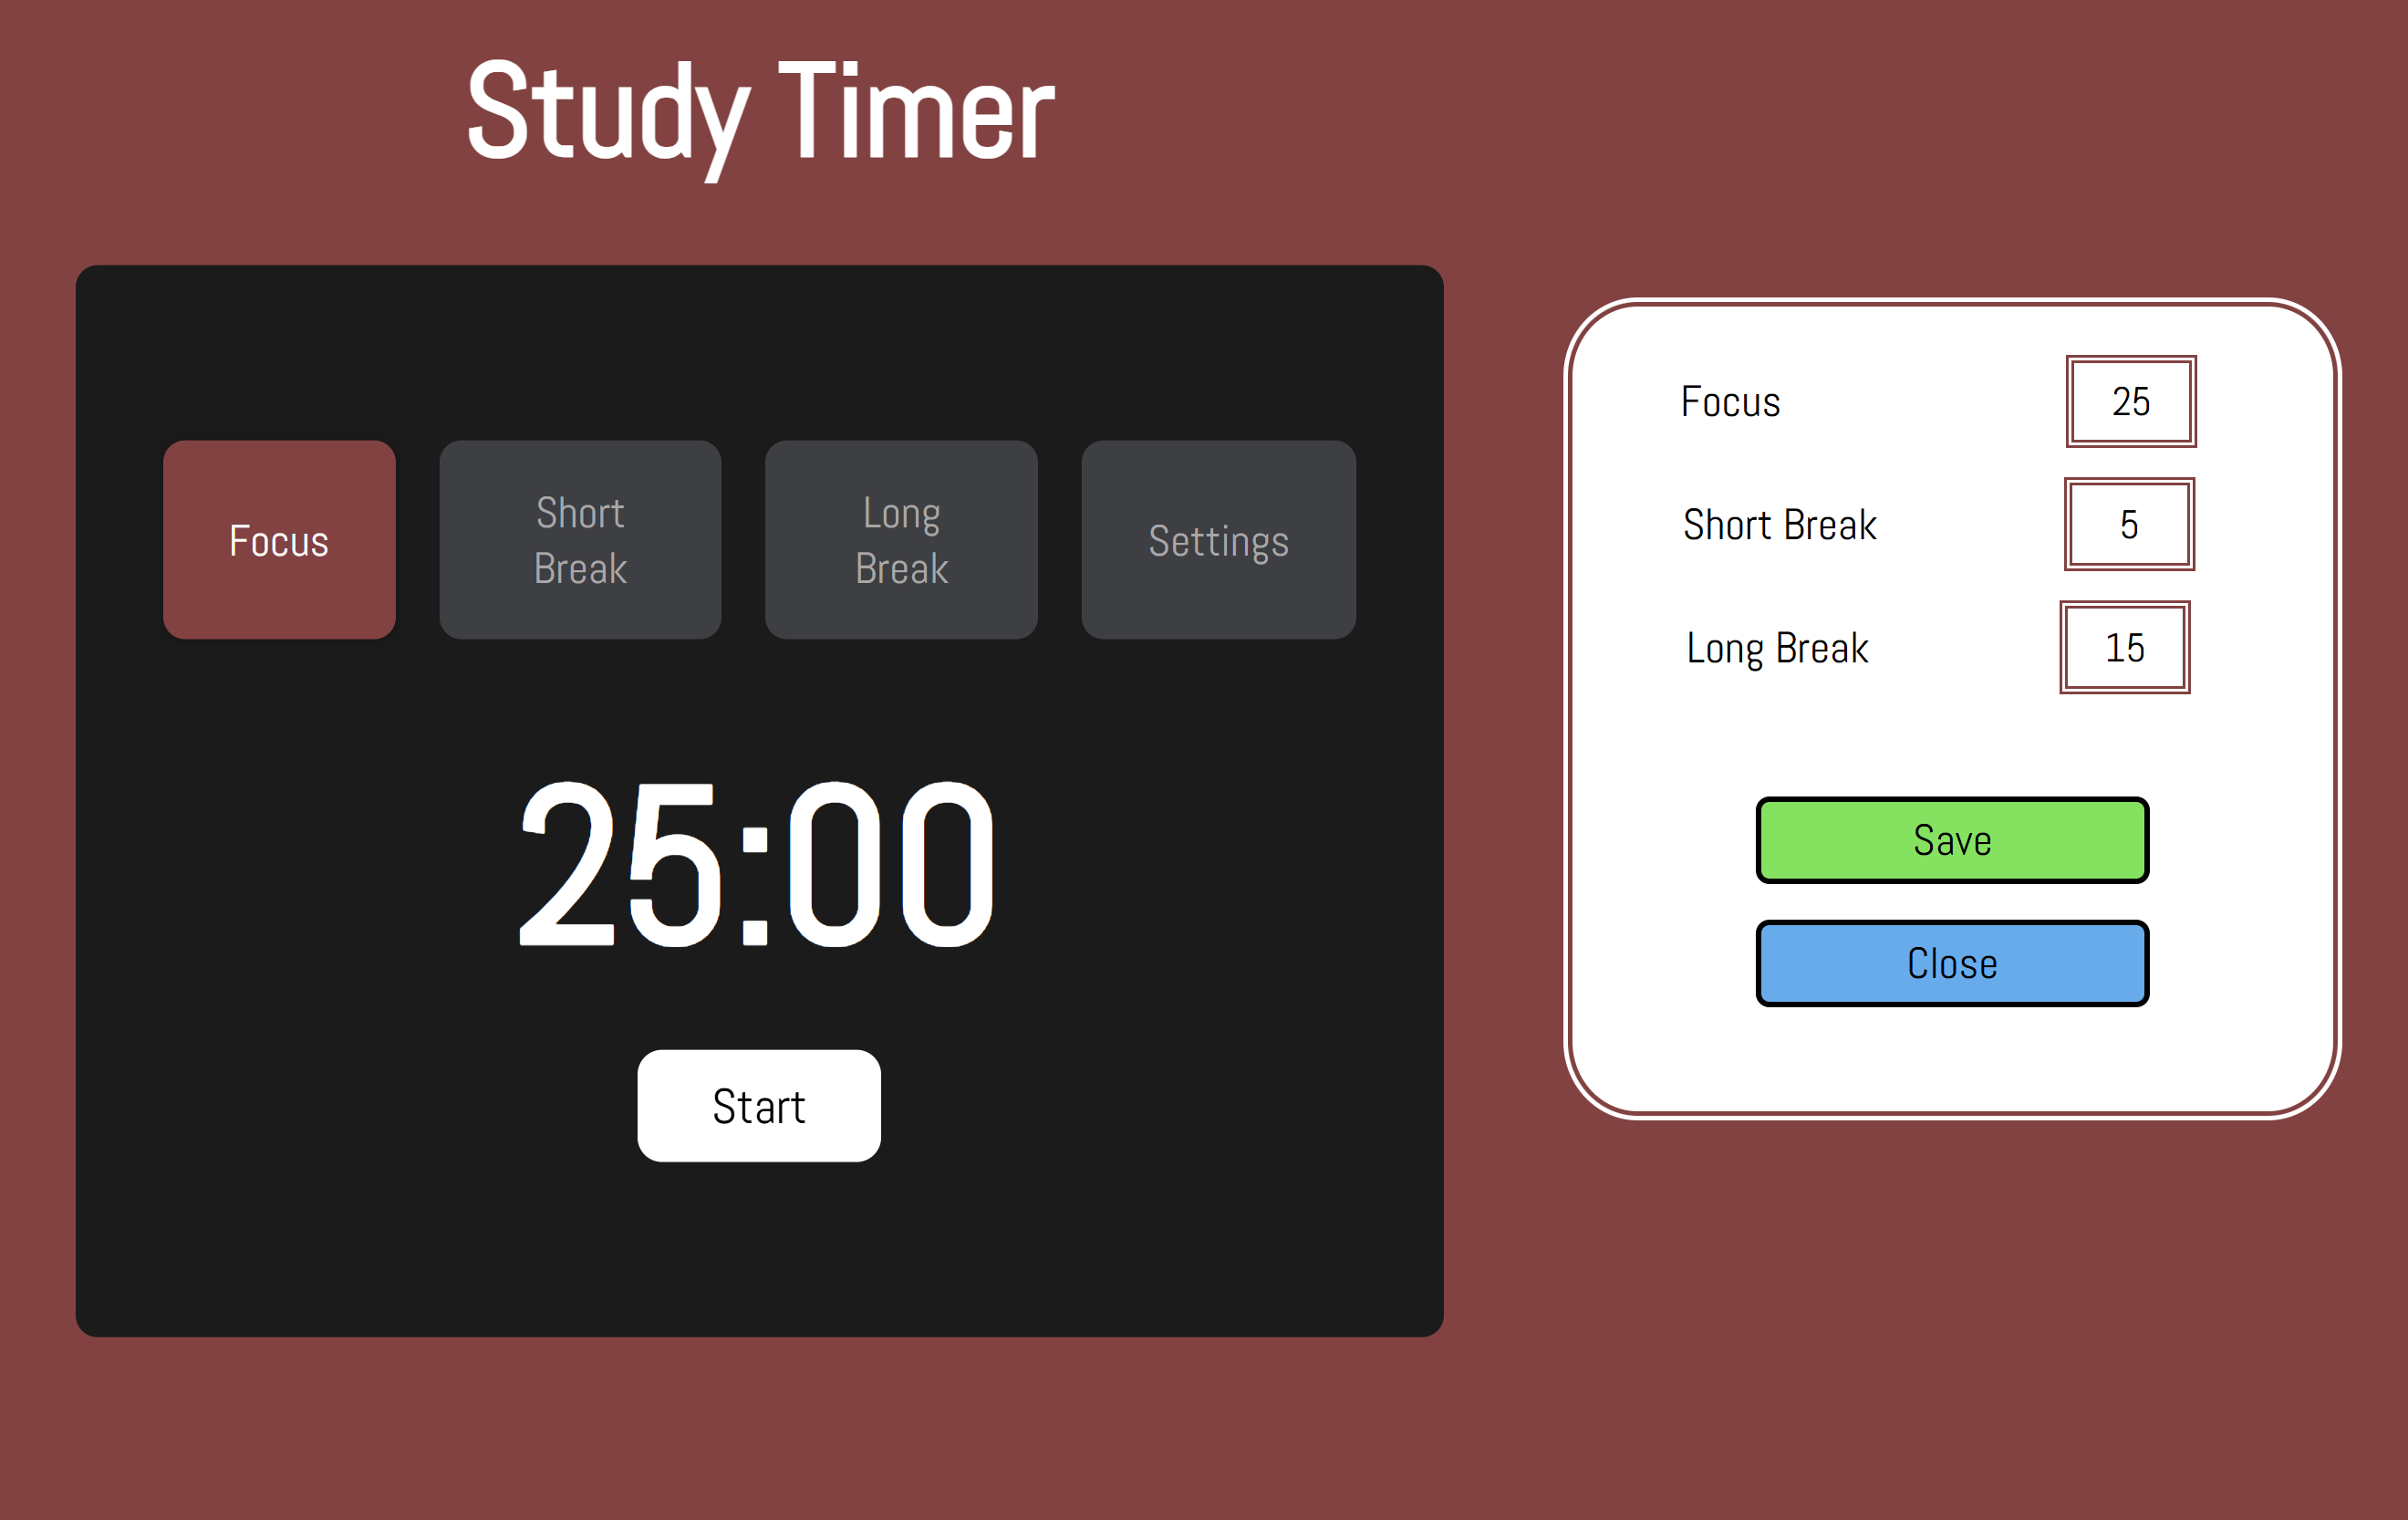 Study Timer
Focus
Short
Break
Long
Break
Settings
25:00
Start
Focus 25
Short Break 5
Long Break 15
Save
Close